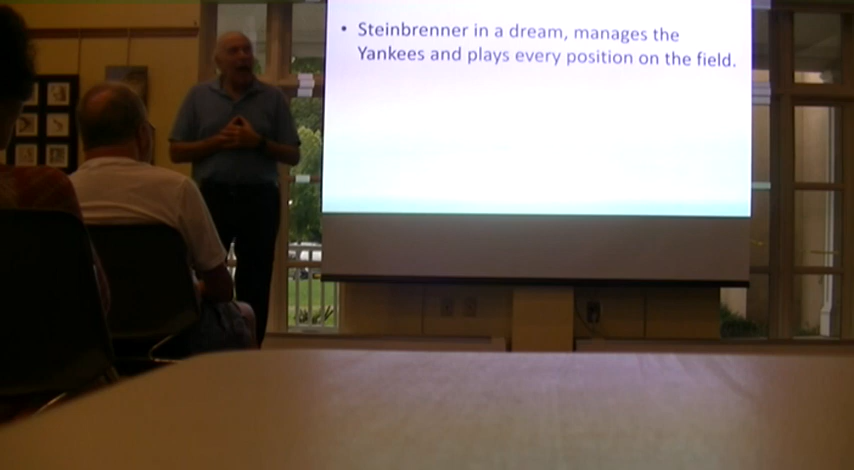 • Steinbrenner in a dream, manages the
Yankees and plays every position on the field.